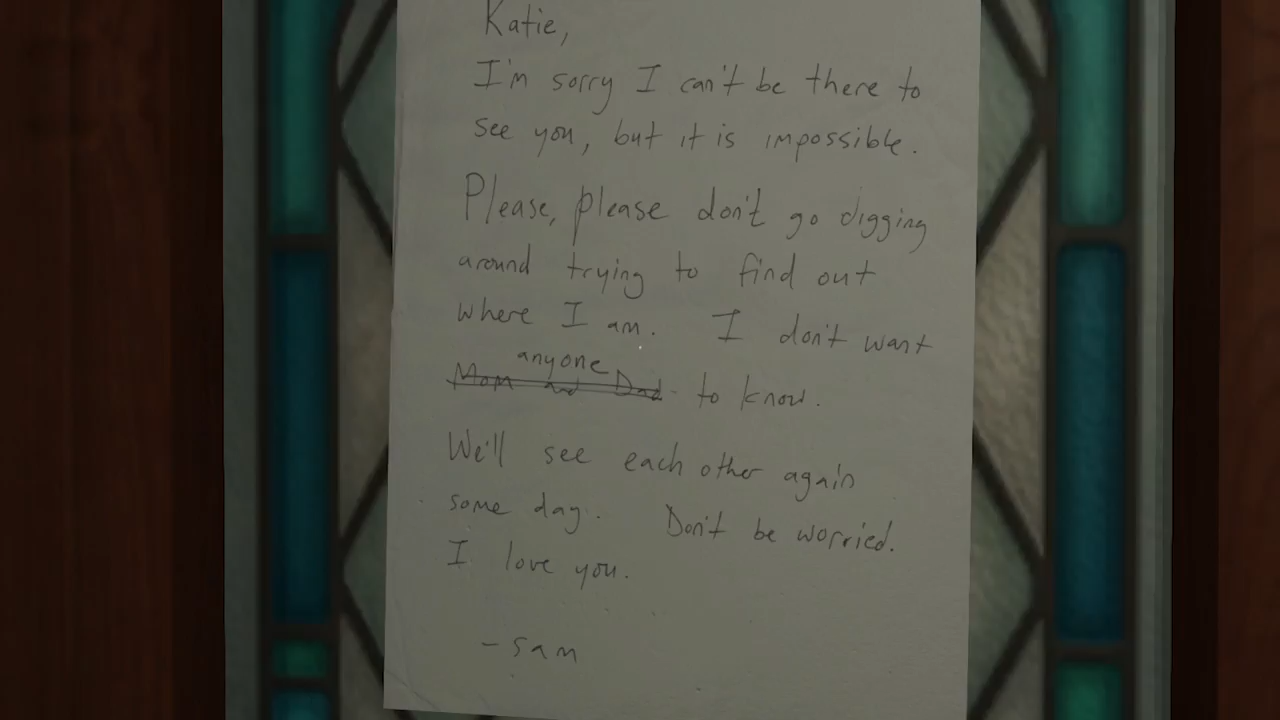 Katie,
I'm sorry I can't be there to
see you, but it is impossible.
Please, please don't go digging
around trying to find out
where I am. I don't want
anyone
Mom and Dad to know.
We'll see each other again
some day. Don't be worried.
I love you.
- Sam